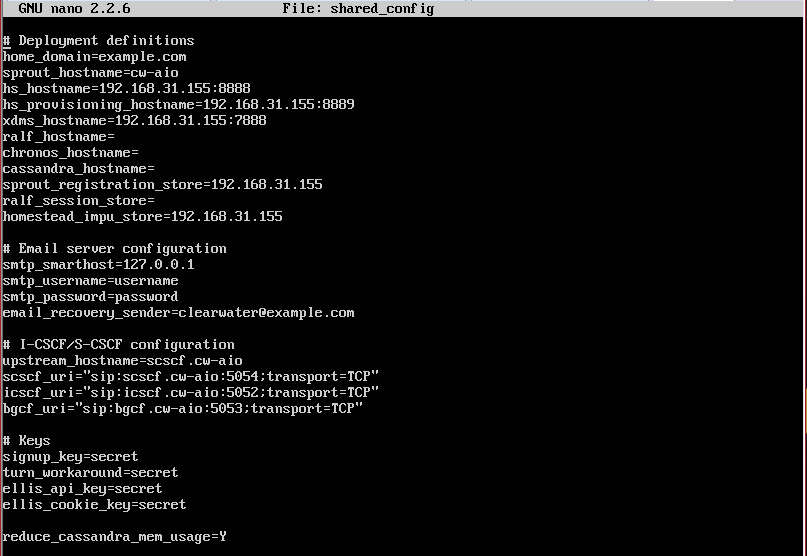 GNU nano 2.2.6 File: shared_config
# Deployment definitions
home_domain=example.com
sprout_hostname=cw-aio
hs_hostname=192.168.31.155:8888
hs_provisioning_hostname=192.168.31.155:8889
xdms_hostname=192.168.31.155:7888
ralf_hostname=
chronos_hostname=
cassandra_hostname=
sprout_registration_store=192.168.31.155
ralf_session_store=
homestead_impu_store=192.168.31.155
# Email server configuration
smtp_smarthost=127.0.0.1
smtp_username=username
smtp_password=password
email_recovery_sender=clearwater@example.com
# I-CSCF/S-CSCF configuration
upstream_hostname=scscf.cw-aio
scscf_uri="sip:scscf.cw-aio:5054;transport=TCP"
icscf_uri="sip:icscf.cw-aio:5052;transport=TCP"
bgcf_uri="sip:bgcf.cw-aio:5053;transport=TCP"
# Keys
signup_key=secret
turn_workaround=secret
ellis_api_key=secret
ellis_cookie_key=secret
reduce_cassandra_mem_usage=Y